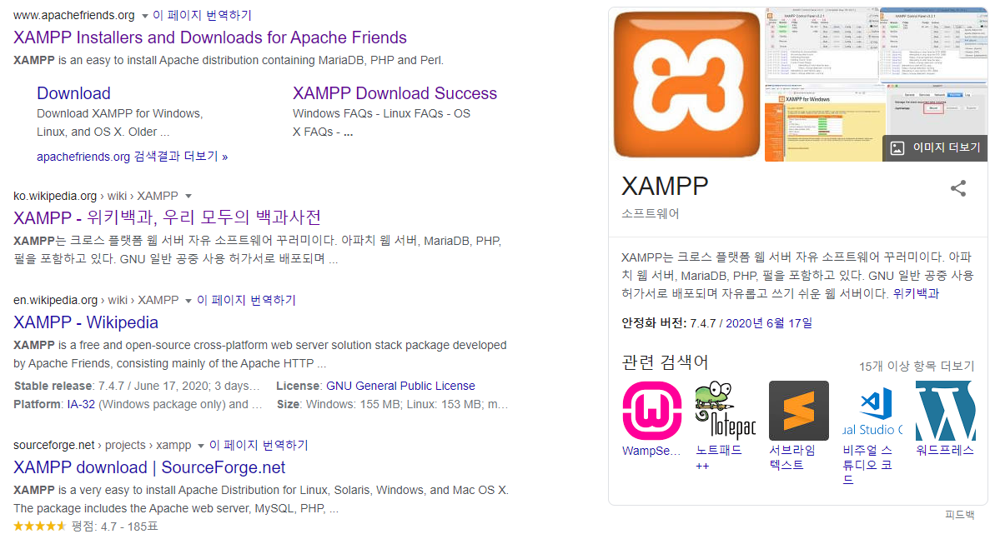 www.apachefriends.org ▼ 이 페이지 번역하기
XAMPP Installers and Downloads for Apache Friends
XAMPP is an easy to install Apache distribution containing MariaDB, PHP and Perl.
Download
Download XAMPP for Windows,
Linux, and OS X. Older ...
XAMPP Download Success
Windows FAQs - Linux FAQs - OS
X FAQs - ...
apachefriends.org 검색결과 더보기 »
ko.wikipedia.org › wiki › XAMPP ▼
XAMPP - 위키백과, 우리 모두의 백과사전
XAMPP는 크로스 플랫폼 웹 서버 자유 소프트웨어 꾸러미이다. 아파치 웹 서버, MariaDB, PHP,
펄을 포함하고 있다. GNU 일반 공중 사용 허가서로 배포되며 ...
en.wikipedia.org › wiki › XAMPP ▼ 이 페이지 번역하기
XAMPP - Wikipedia
XAMPP is a free and open-source cross-platform web server solution stack package developed
by Apache Friends, consisting mainly of the Apache HTTP ...
Stable release: 7.4.7 / June 17, 2020; 3 days... License: GNU General Public License
Platform: IA-32 (Windows package only) and ... Size: Windows: 155 MB; Linux: 153 MB; m...
sourceforge.net › projects › xampp ▼ 이 페이지 번역하기
XAMPP download | SourceForge.net
XAMPP is a very easy to install Apache Distribution for Linux, Solaris, Windows, and Mac OS X.
The package includes the Apache web server, MySQL, PHP, ...
평점: 4.7 - 185표
XAMPP for Windows
이미지 더보기
XAMPP
소프트웨어
XAMPP는 크로스 플랫폼 웹 서버 자유 소프트웨어 꾸러미이다. 아파
치 웹 서버, MariaDB, PHP, 펄을 포함하고 있다. GNU 일반 공중 사용
허가서로 배포되며 자유롭고 쓰기 쉬운 웹 서버이다. 위키백과
안정화 버전: 7.4.7 / 2020년 6월 17일
관련 검색어
15개 이상 항목 더보기
Notepac
ual Studio C
WampSe...
노트패드
++
서브라임
텍스트
비주얼 스
튜디오 코
드
워드프레스
피드백